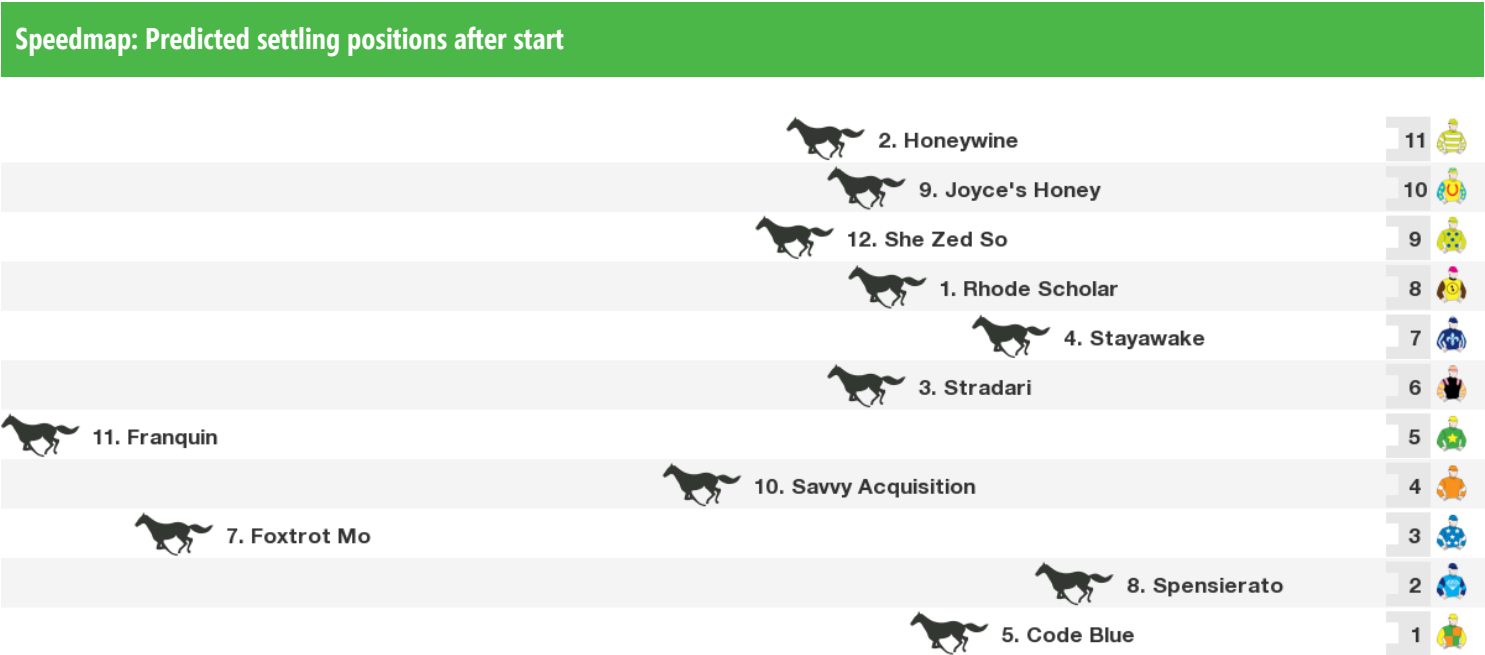 Speedmap: Predicted settling positions after start
2. Honeywine 11
9. Joyce's Honey 10
12. She Zed So 9
1. Rhode Scholar 8
4. Stayawake 7
3. Stradari 6
11. Franquin 5
10. Savvy Acquisition 4
7. Foxtrot Mo 3
8. Spensierato 2
5. Code Blue 1